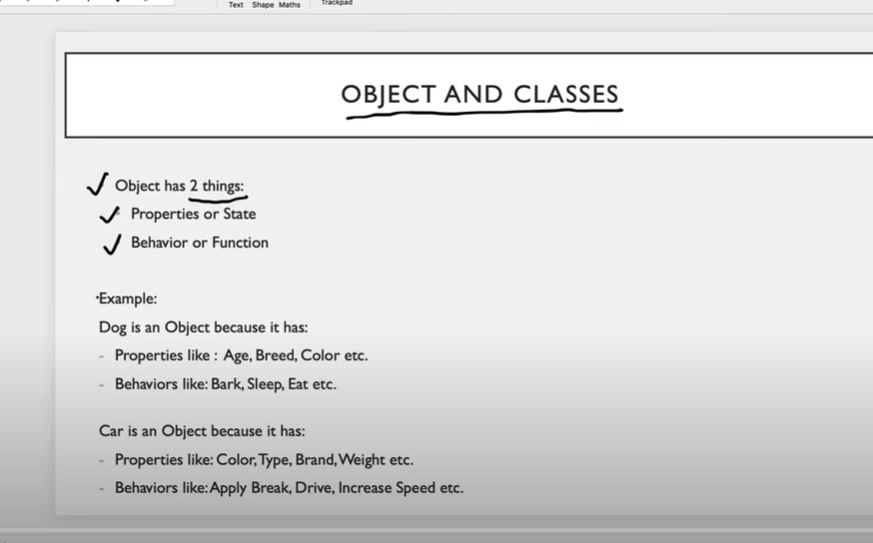 Text Shape Maths Trackpad
OBJECT AND CLASSES
Object has 2 things:
Properties or State
Behavior or Function
•Example:
Dog is an Object because it has:
- Properties like : Age, Breed, Color etc.
- Behaviors like: Bark, Sleep, Eat etc.
Car is an Object because it has:
- Properties like: Color, Type, Brand, Weight etc.
- Behaviors like: Apply Break, Drive, Increase Speed etc.